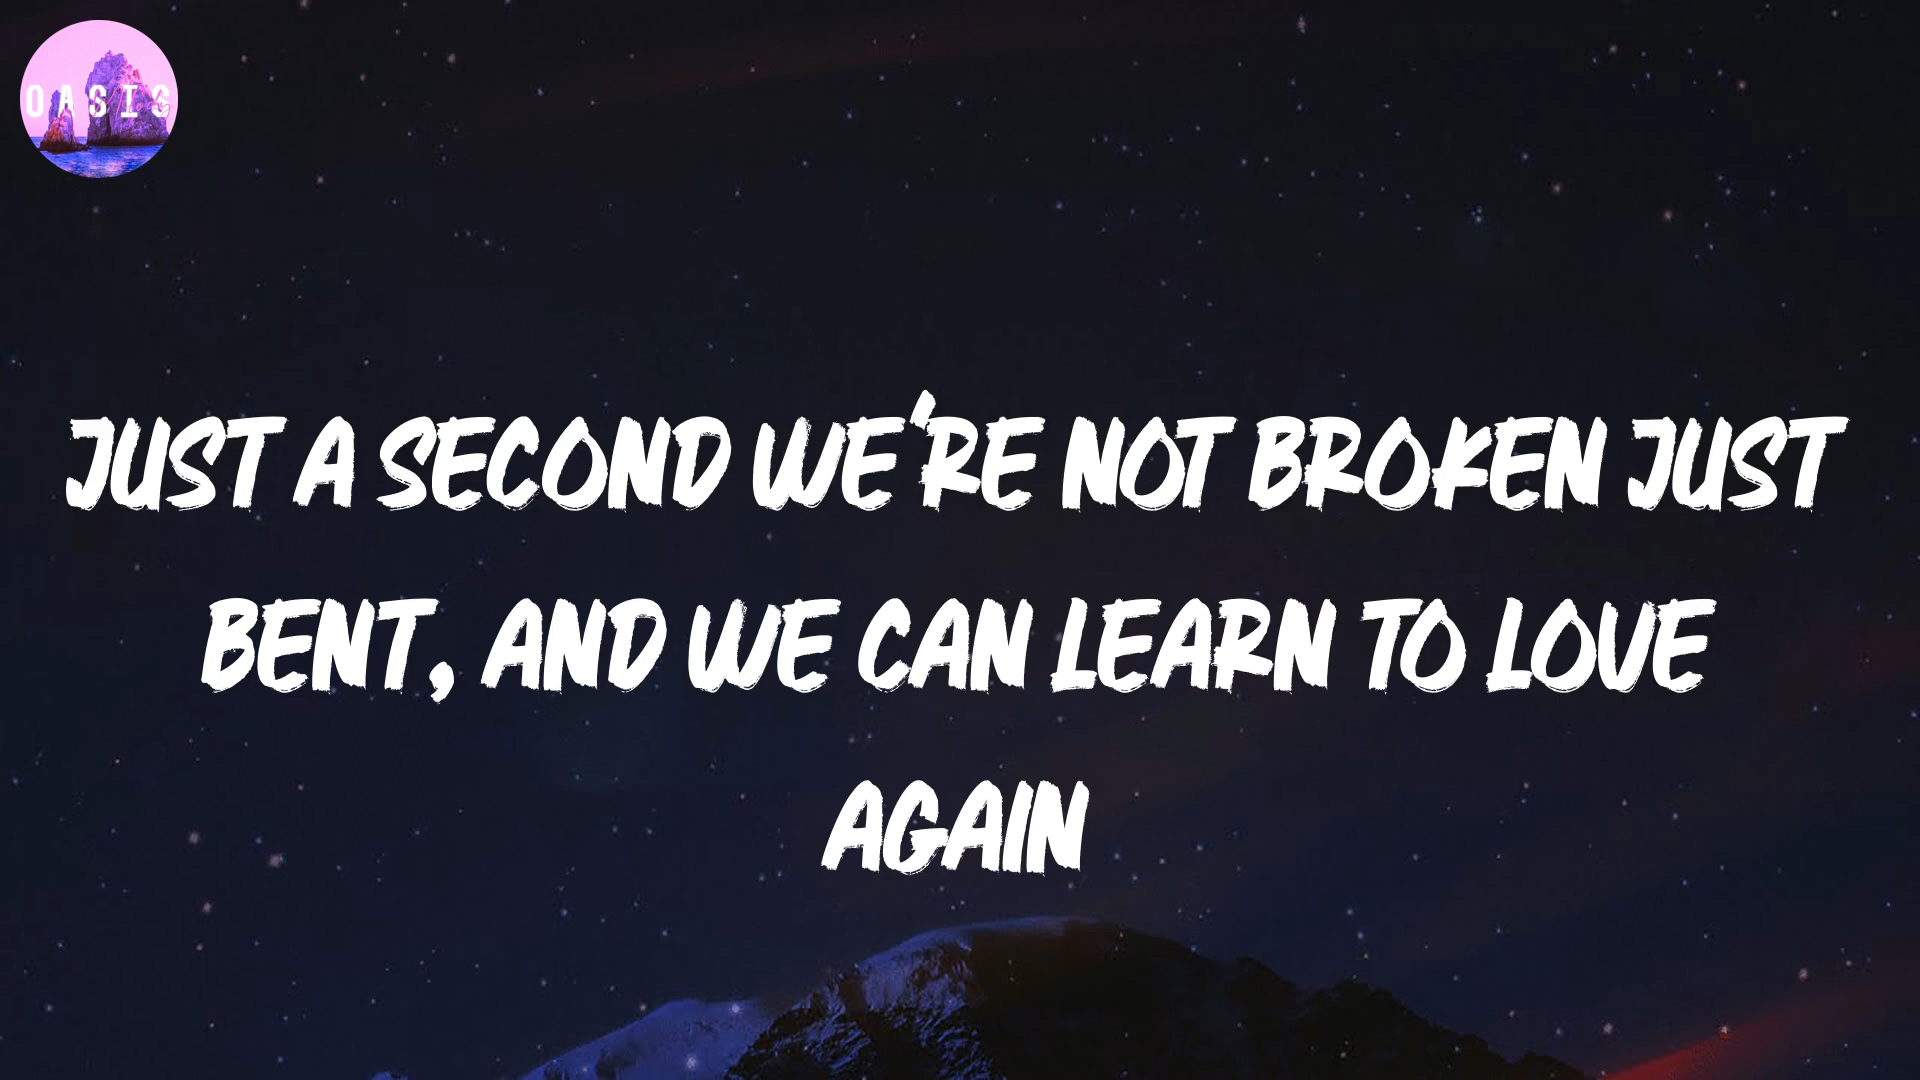 OASIS
JUST A SECOND WE'RE NOT BROKEN JUST
BENT, AND WE CAN LEARN TO LOVE
AGAIN